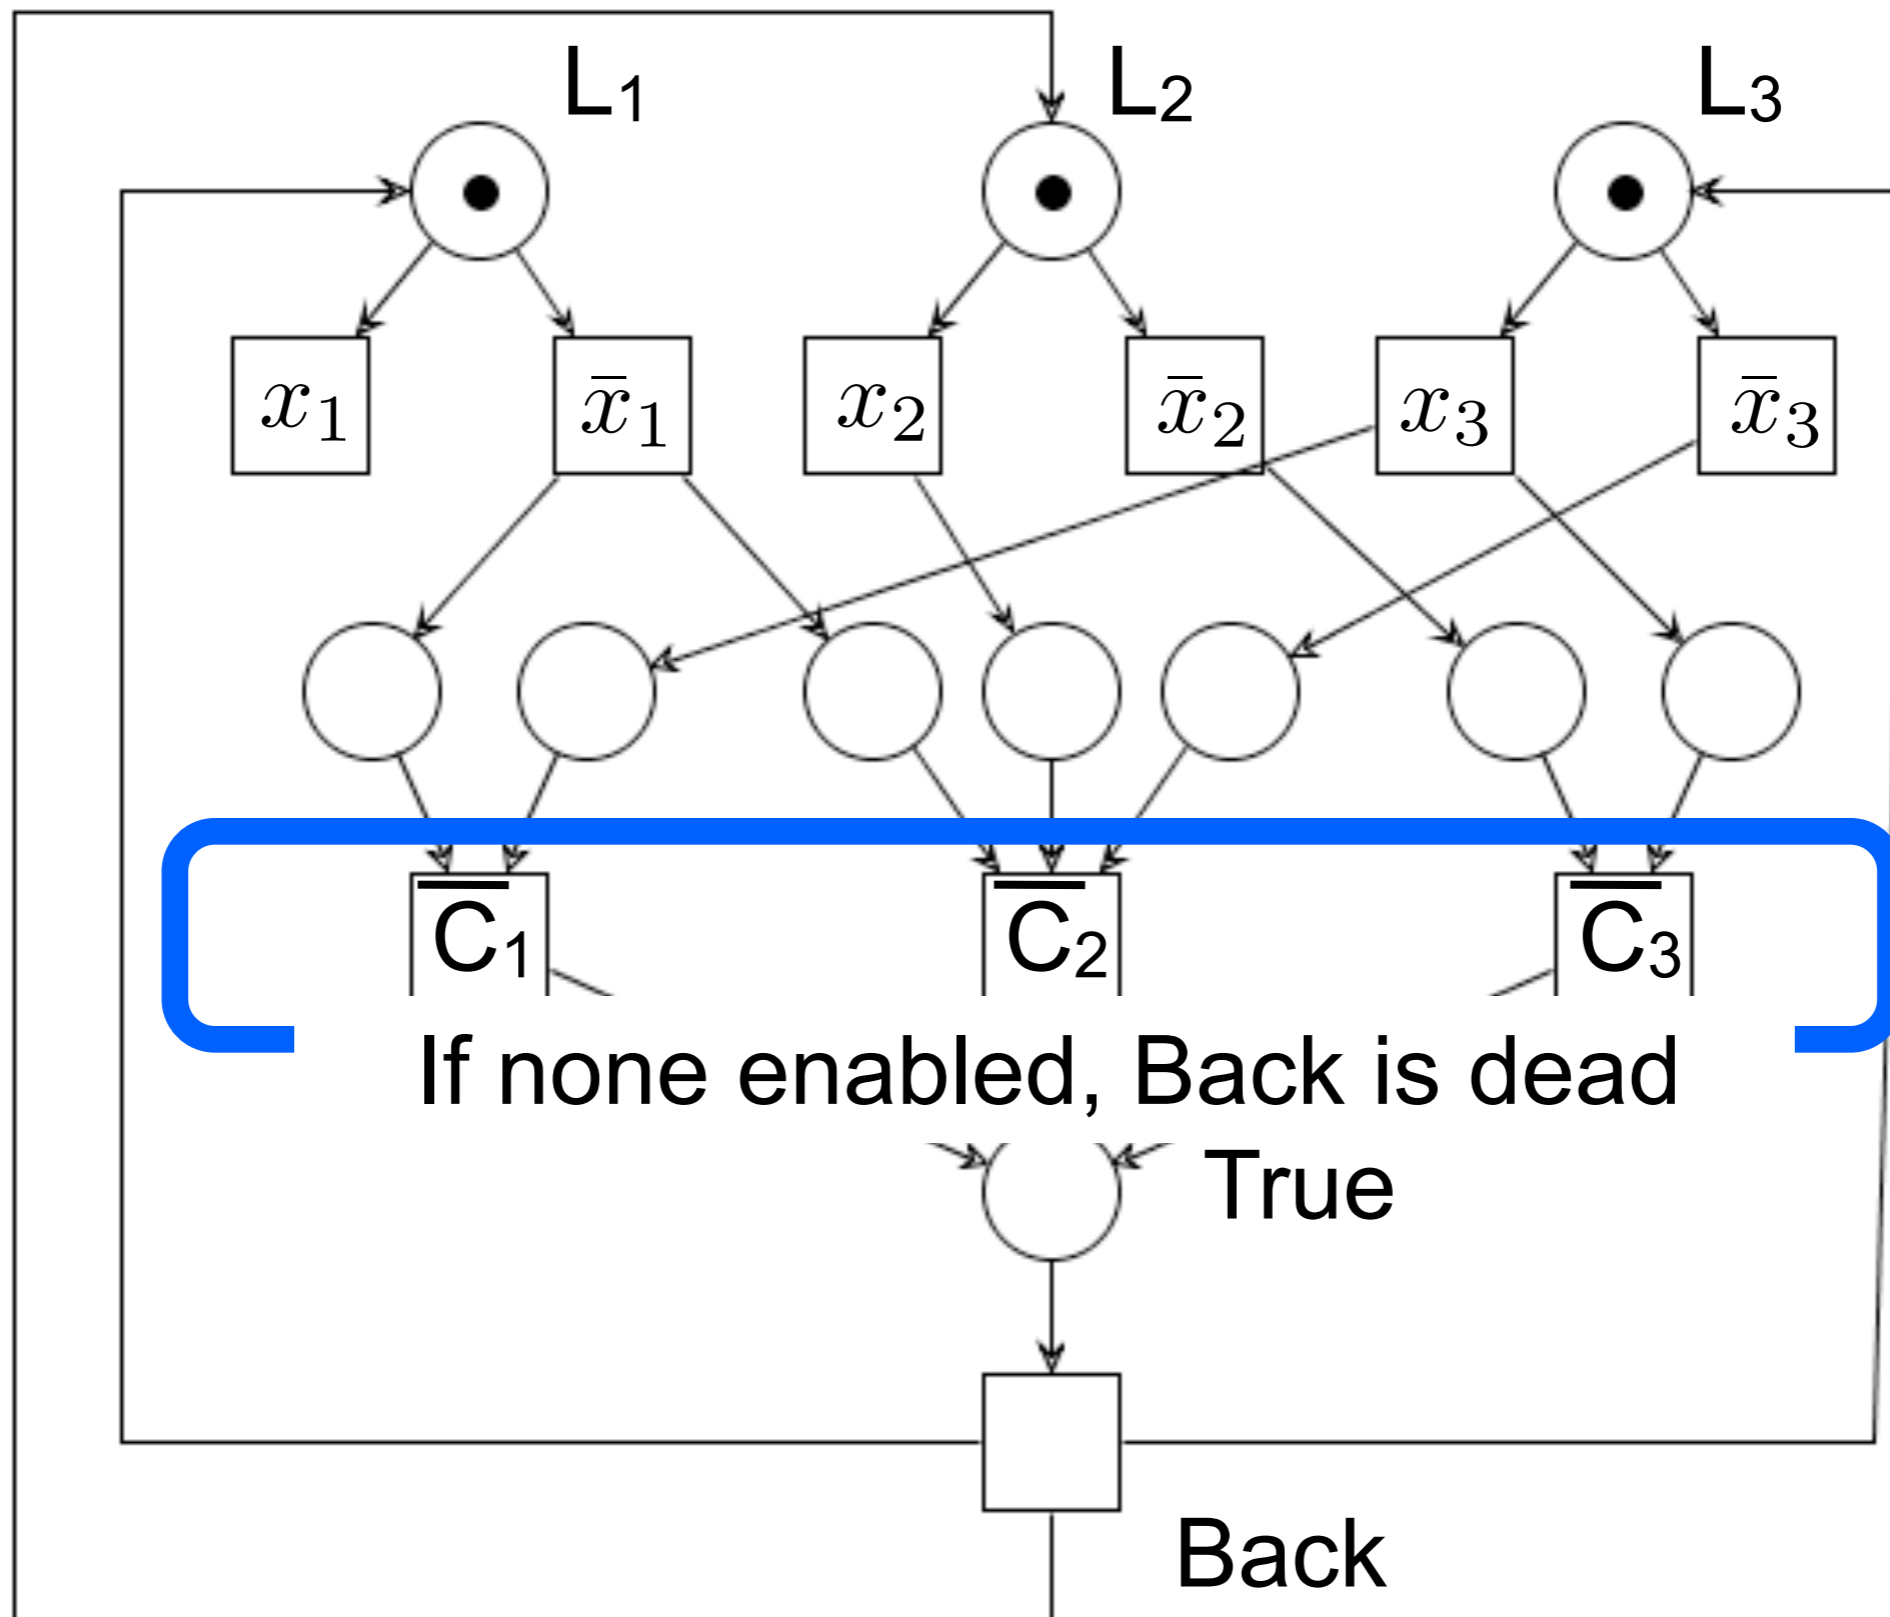 L₁ L₂ L₃
x₁ x̄₁ x₂ x̄₂ x₃ x̄₃
C̅₁ C̅₂ C̅₃
If none enabled, Back is dead
True
Back